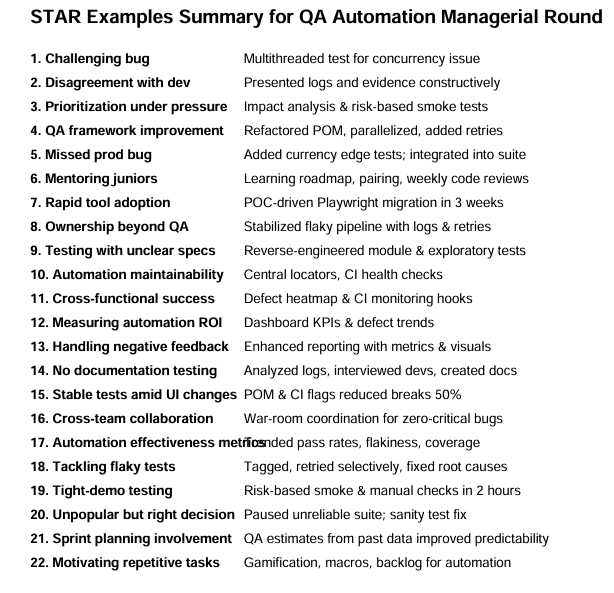 STAR Examples Summary for QA Automation Managerial Round
1. Challenging bug Multithreaded test for concurrency issue
2. Disagreement with dev Presented logs and evidence constructively
3. Prioritization under pressure Impact analysis & risk-based smoke tests
4. QA framework improvement Refactored POM, parallelized, added retries
5. Missed prod bug Added currency edge tests; integrated into suite
6. Mentoring juniors Learning roadmap, pairing, weekly code reviews
7. Rapid tool adoption POC-driven Playwright migration in 3 weeks
8. Ownership beyond QA Stabilized flaky pipeline with logs & retries
9. Testing with unclear specs Reverse-engineered module & exploratory tests
10. Automation maintainability Central locators, CI health checks
11. Cross-functional success Defect heatmap & CI monitoring hooks
12. Measuring automation ROI Dashboard KPIs & defect trends
13. Handling negative feedback Enhanced reporting with metrics & visuals
14. No documentation testing Analyzed logs, interviewed devs, created docs
15. Stable tests amid UI changes POM & CI flags reduced breaks 50%
16. Cross-team collaboration War-room coordination for zero-critical bugs
17. Automation effectiveness metrics Trended pass rates, flakiness, coverage
18. Tackling flaky tests Tagged, retried selectively, fixed root causes
19. Tight-demo testing Risk-based smoke & manual checks in 2 hours
20. Unpopular but right decision Paused unreliable suite; sanity test fix
21. Sprint planning involvement QA estimates from past data improved predictability
22. Motivating repetitive tasks Gamification, macros, backlog for automation